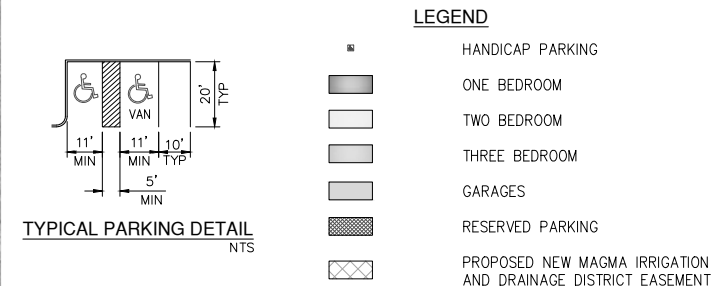 LEGEND
HANDICAP PARKING
ONE BEDROOM
TWO BEDROOM
THREE BEDROOM
GARAGES
RESERVED PARKING
PROPOSED NEW MAGMA IRRIGATION
AND DRAINAGE DISTRICT EASEMENT
VAN
20'
TYP
11'
MIN
11'
MIN
10'
TYP
5'
MIN
TYPICAL PARKING DETAIL
NTS